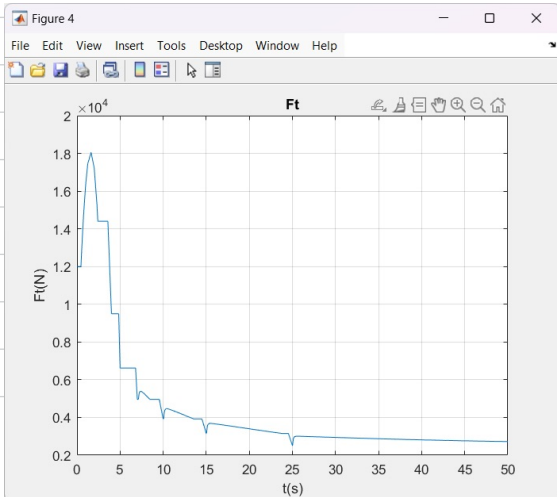 Figure 4
File Edit View Insert Tools Desktop Window Help
×10⁴
Ft
2
1.8
1.6
1.4
1.2
1
0.8
0.6
0.4
0.2
Ft(N)
0 5 10 15 20 25 30 35 40 45 50
t(s)